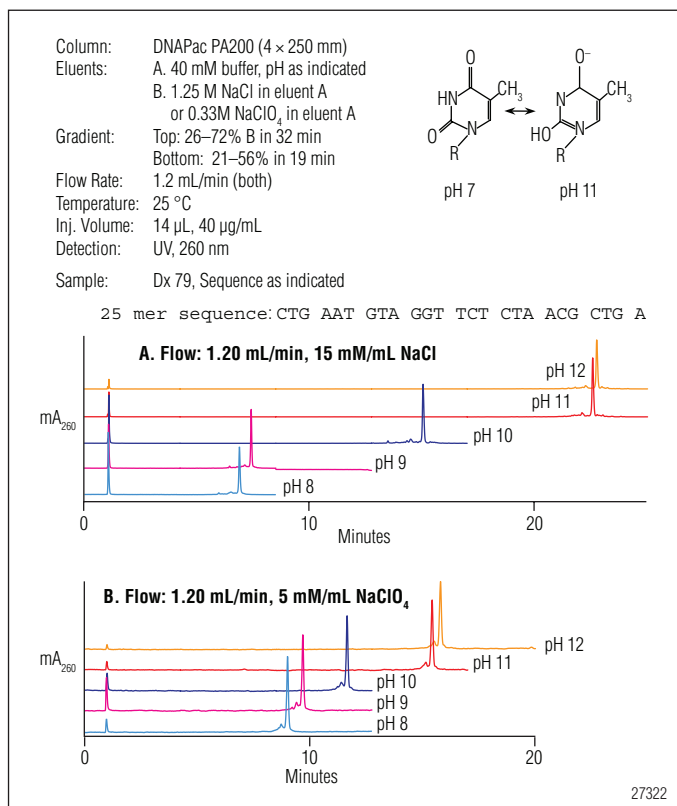 Column: DNAPac PA200 (4 × 250 mm)
Eluents: A. 40 mM buffer, pH as indicated
B. 1.25 M NaCl in eluent A
or 0.33M NaClO₄ in eluent A
Gradient: Top: 26–72% B in 32 min
Bottom: 21–56% in 19 min
Flow Rate: 1.2 mL/min (both)
Temperature: 25 °C
Inj. Volume: 14 µL, 40 µg/mL
Detection: UV, 260 nm
Sample: Dx 79, Sequence as indicated
O
CH₃
HN
O
N
R
pH 7
O⁻
CH₃
N
HO
N
R
pH 11
25 mer sequence: CTG AAT GTA GGT TCT CTA ACG CTG A
A. Flow: 1.20 mL/min, 15 mM/mL NaCl
mA₂₆₀
pH 12
pH 11
pH 10
pH 9
pH 8
0 10 20
Minutes
B. Flow: 1.20 mL/min, 5 mM/mL NaClO₄
mA₂₆₀
pH 12
pH 11
pH 10
pH 9
pH 8
0 10 20
Minutes
27322